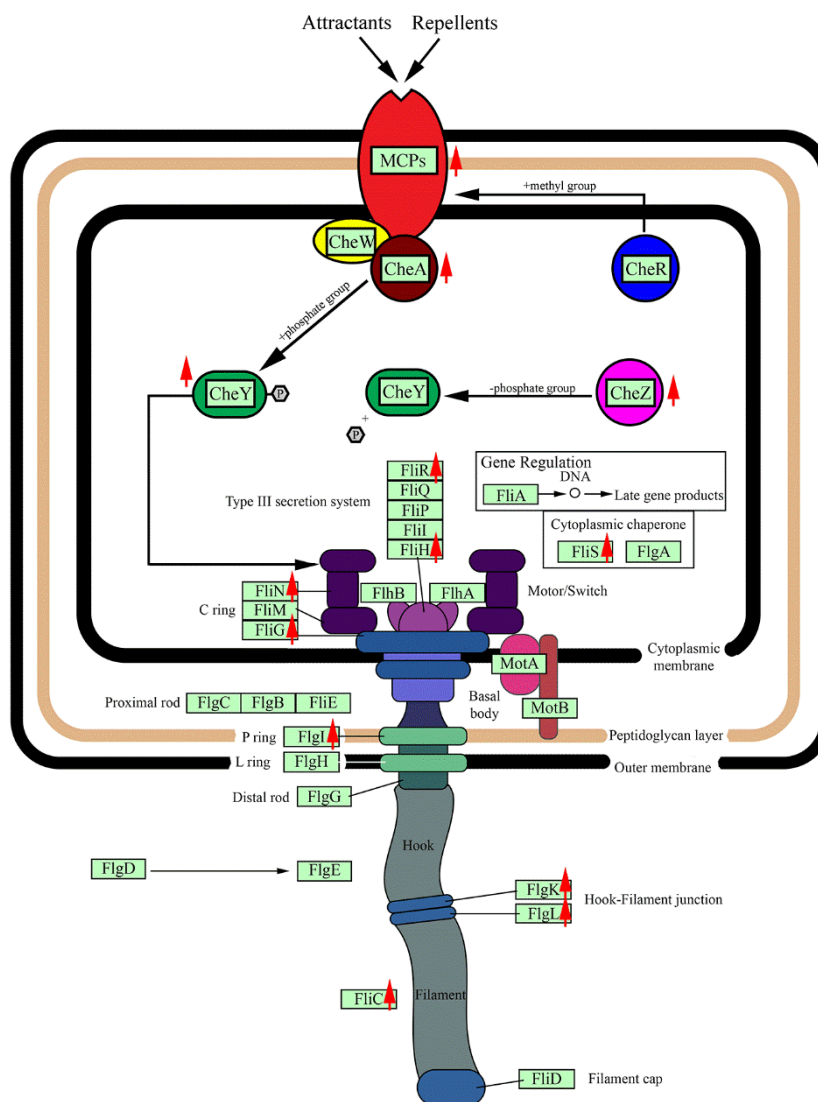 Attractants Repellents
MCPs
+methyl group
CheW
CheA
CheR
+phosphate group
CheY
P
CheY
-phosphate group
CheZ
+
P
Type III secretion system
FliR
FliQ
FliP
FliI
FliH
Gene Regulation
DNA
FliA
Late gene products
Cytoplasmic chaperone
FliS
FlgA
FlhB
FlhA
Motor/Switch
C ring
FliN
FliM
FliG
Cytoplasmic
membrane
MotA
MotB
Basal
body
Proximal rod
FlgC
FlgB
FliE
P ring
FlgI
Peptidoglycan layer
L ring
FlgH
Outer membrane
Distal rod
FlgG
Hook
FlgD
FlgE
FlgK
FlgL
Hook-Filament junction
FliC
Filament
FliD
Filament cap